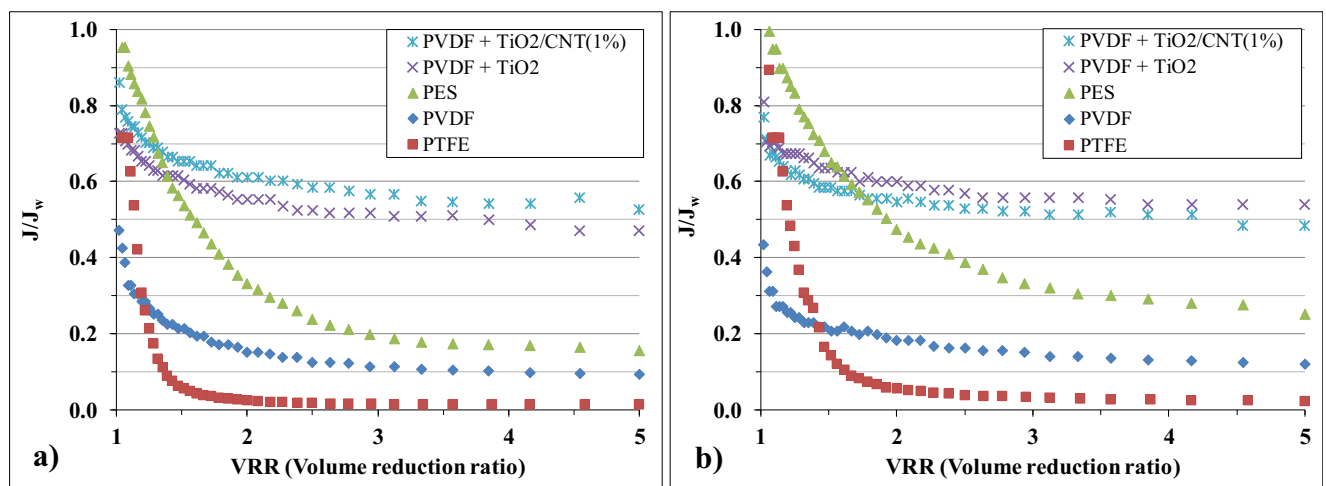 1.0
0.8
0.6
0.4
0.2
0.0
J/Jw
1
2
3
4
5
VRR (Volume reduction ratio)
a)
PVDF + TiO2/CNT(1%)
PVDF + TiO2
PES
PVDF
PTFE
1.0
0.8
0.6
0.4
0.2
0.0
J/Jw
1
2
3
4
5
VRR (Volume reduction ratio)
b)
PVDF + TiO2/CNT(1%)
PVDF + TiO2
PES
PVDF
PTFE